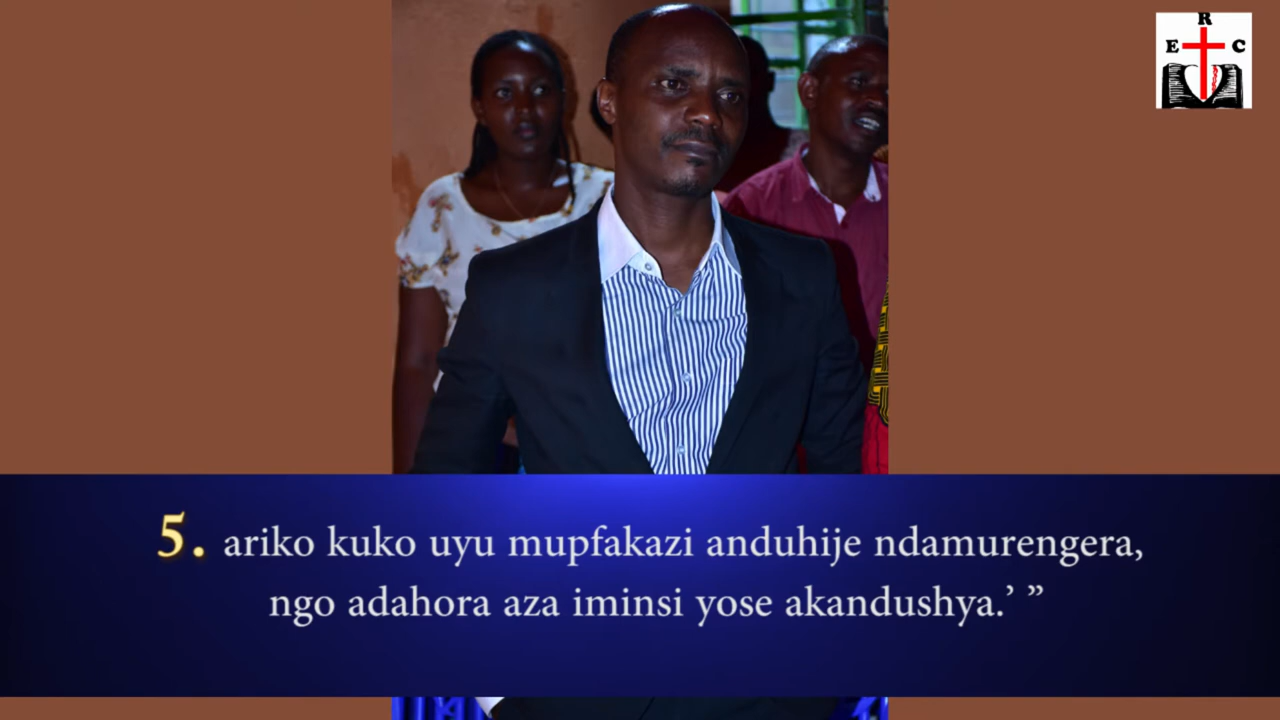 R
E C
5. ariko kuko uyu mupfakazi anduhije ndamurengera,
ngo adahora aza iminsi yose akandushya.’ ”